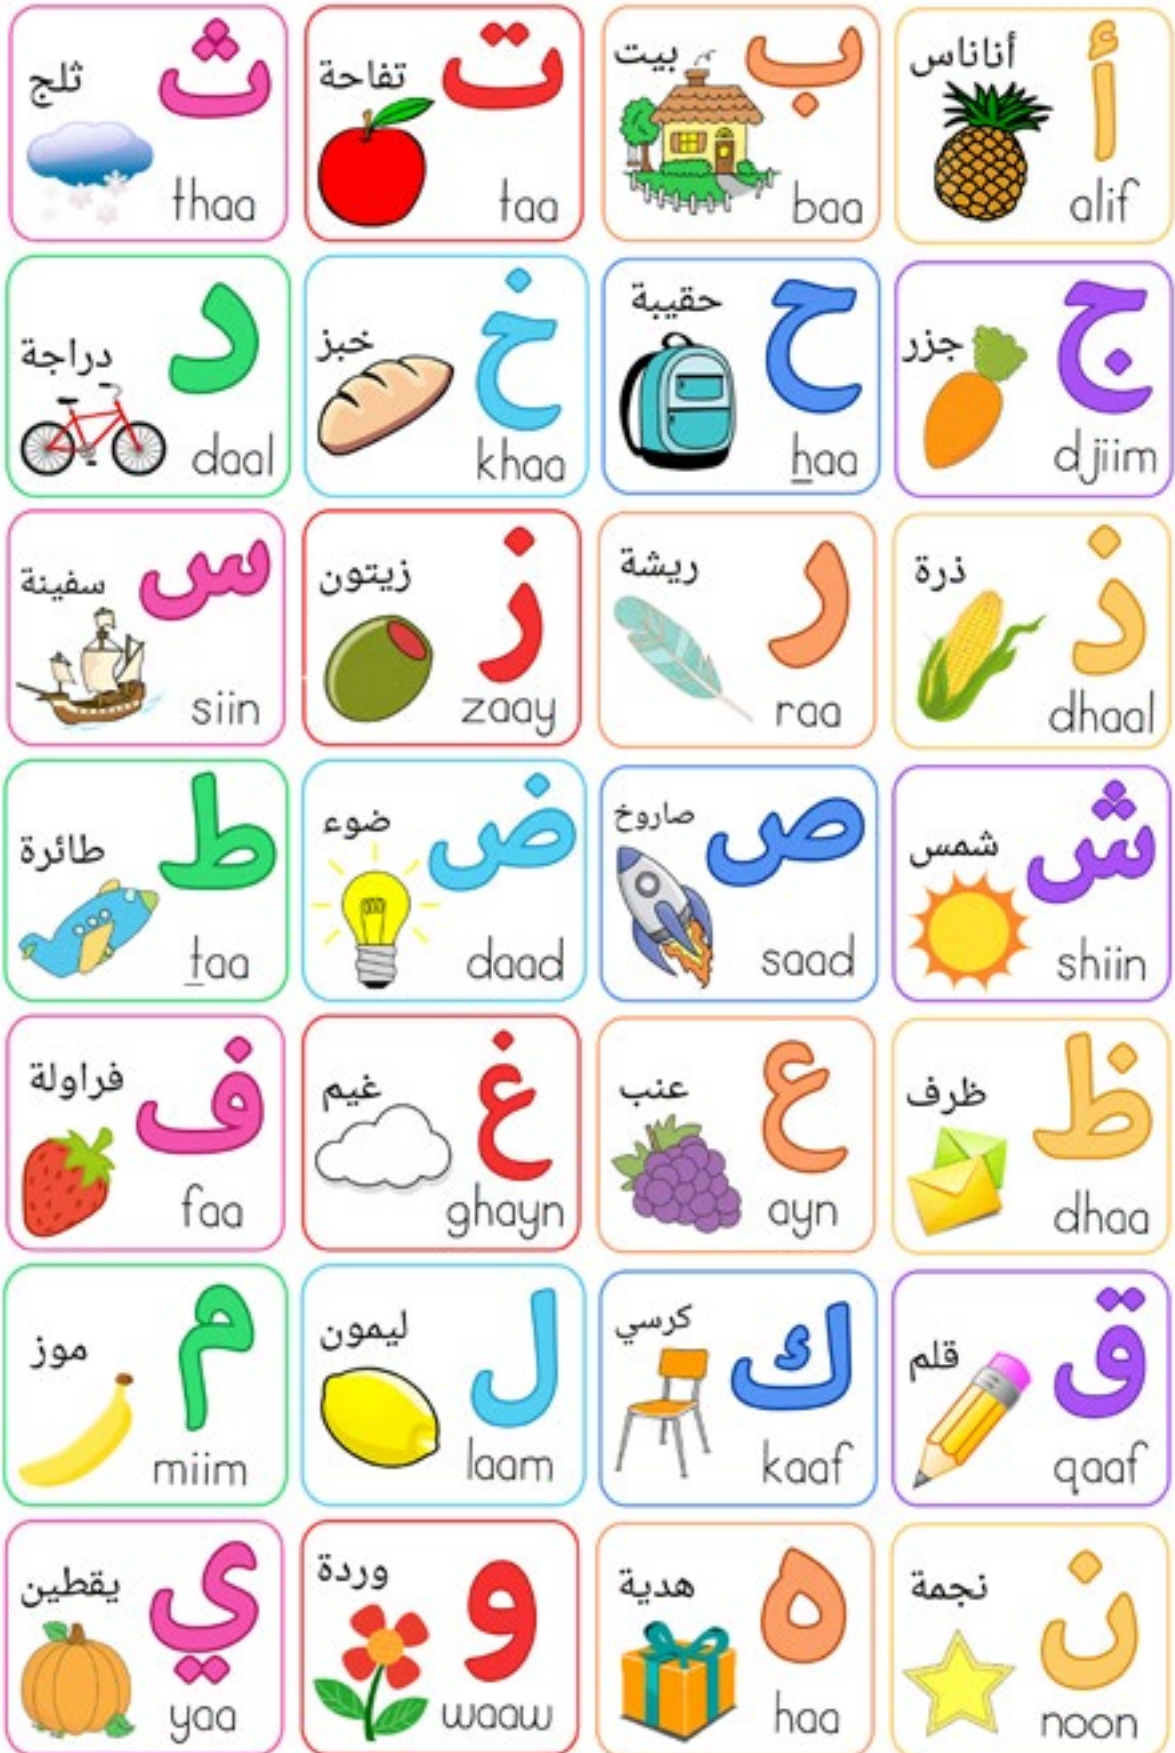 أ
أناناس
alif
ب
بيت
baa
ت
تفاحة
taa
ث
ثلج
thaa
ج
جزر
djiim
ح
حقيبة
haa
خ
خبز
khaa
د
دراجة
daal
ذ
ذرة
dhaal
ر
ريشة
raa
ز
زيتون
zaay
س
سفينة
siin
ش
شمس
shiin
ص
صاروخ
saad
ض
ضوء
daad
ط
طائرة
taa
ظ
ظرف
dhaa
ع
عنب
ayn
غ
غيم
ghayn
ف
فراولة
faa
ق
قلم
qaaf
ك
كرسي
kaaf
ل
ليمون
laam
م
موز
miim
ن
نجمة
noon
ه
هدية
haa
و
وردة
waaw
ي
يقطين
yaa